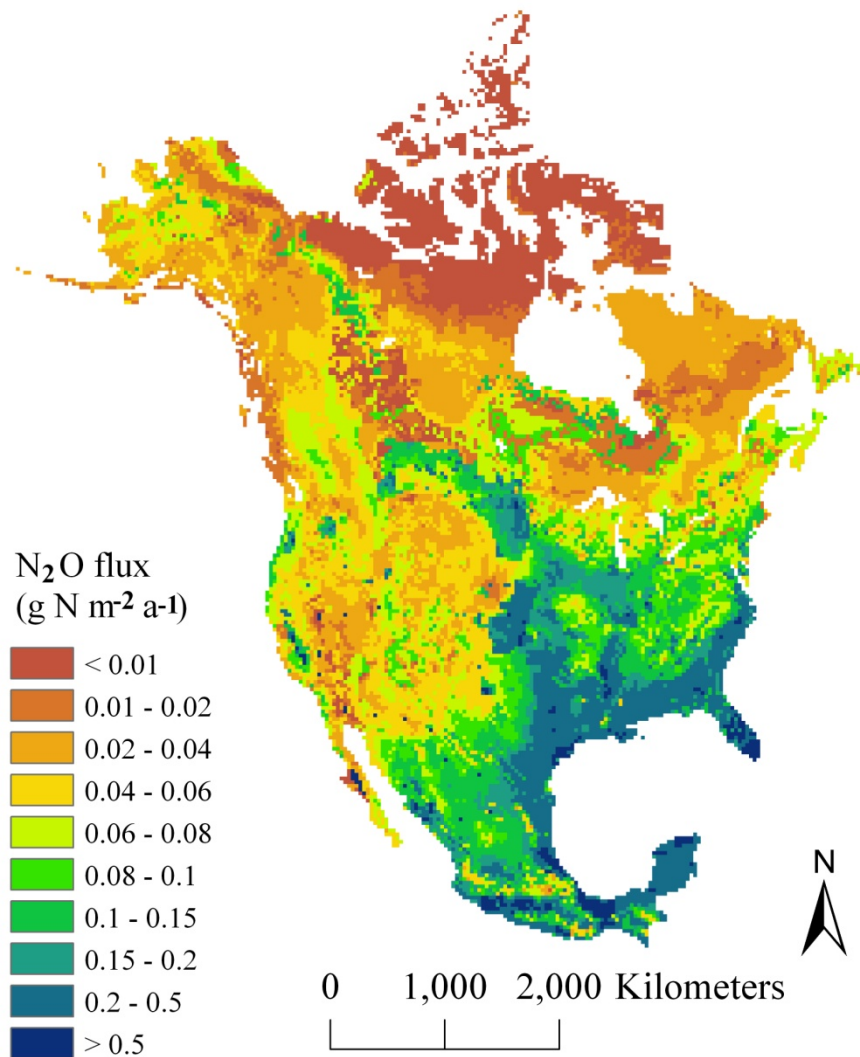 N₂O flux
(g N m⁻² a⁻¹)
< 0.01
0.01 - 0.02
0.02 - 0.04
0.04 - 0.06
0.06 - 0.08
0.08 - 0.1
0.1 - 0.15
0.15 - 0.2
0.2 - 0.5
> 0.5
N
0 1,000 2,000 Kilometers